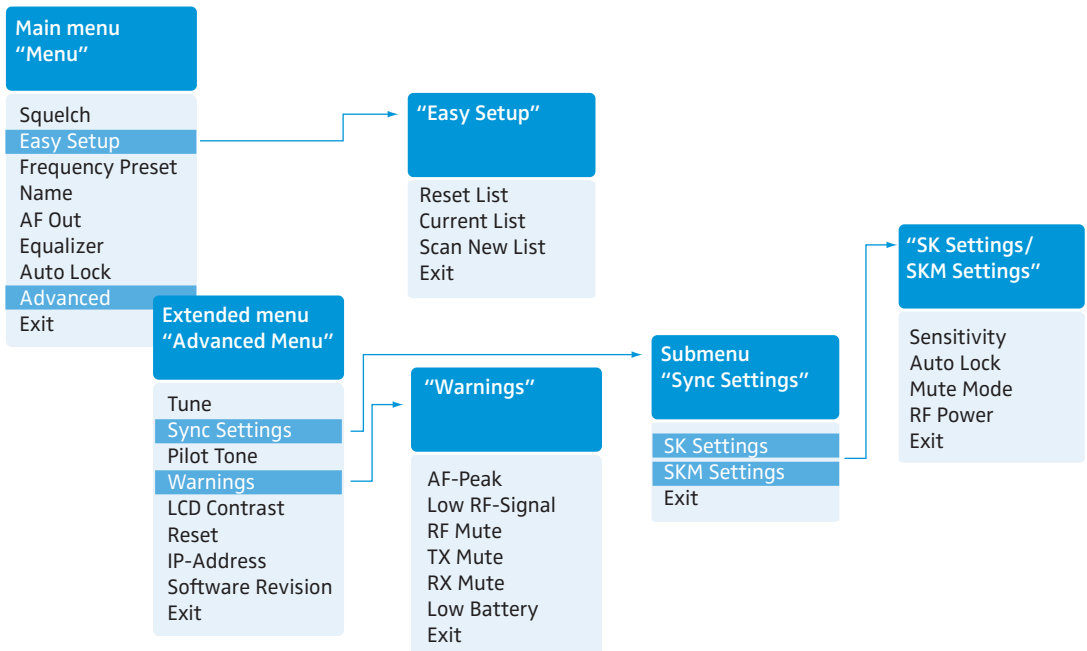 Main menu
“Menu”
Squelch
Easy Setup
Frequency Preset
Name
AF Out
Equalizer
Auto Lock
Advanced
Exit
“Easy Setup”
Reset List
Current List
Scan New List
Exit
Extended menu
“Advanced Menu”
Tune
Sync Settings
Pilot Tone
Warnings
LCD Contrast
Reset
IP-Address
Software Revision
Exit
“Warnings”
AF-Peak
Low RF-Signal
RF Mute
TX Mute
RX Mute
Low Battery
Exit
Submenu
“Sync Settings”
SK Settings
SKM Settings
Exit
“SK Settings/
SKM Settings”
Sensitivity
Auto Lock
Mute Mode
RF Power
Exit